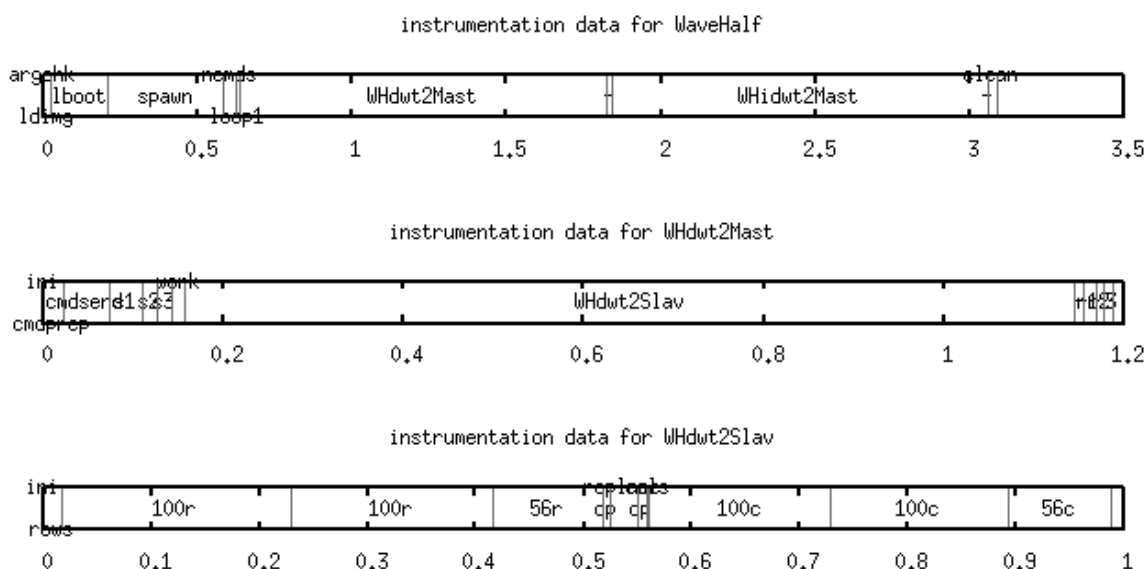 instrumentation data for WaveHalf
argchk ncmds clean
lboot spawn WHdwt2Mast - WHidwt2Mast -
ldimg loop1
0 0.5 1 1.5 2 2.5 3 3.5
instrumentation data for WHdwt2Mast
ini work
cmdsend s1 s2 s3 WHdwt2Slav
cmdprep
0 0.2 0.4 0.6 0.8 1 1.2
instrumentation data for WHdwt2Slav
ini
100r 100r 56r cp cp 100c 100c 56c
rows
0 0.1 0.2 0.3 0.4 0.5 0.6 0.7 0.8 0.9 1